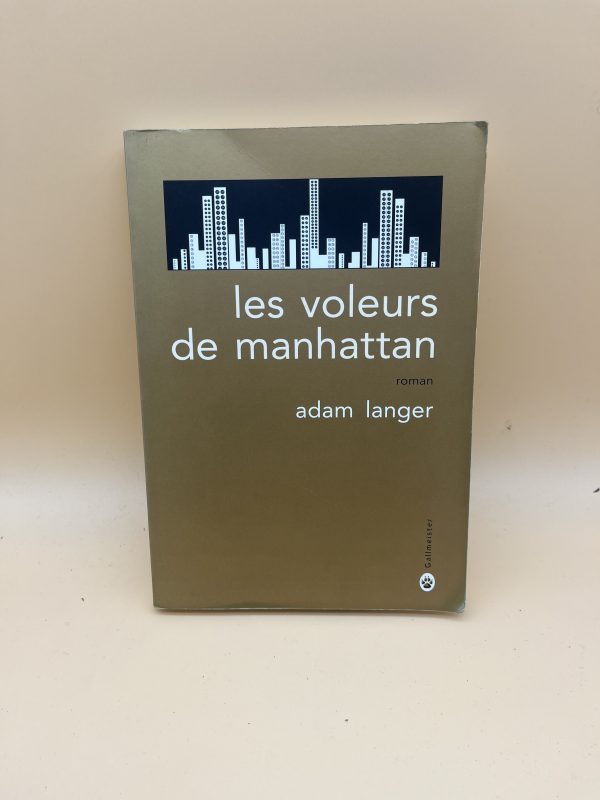 les voleurs
de manhattan
roman
adam langer
Gallmeister